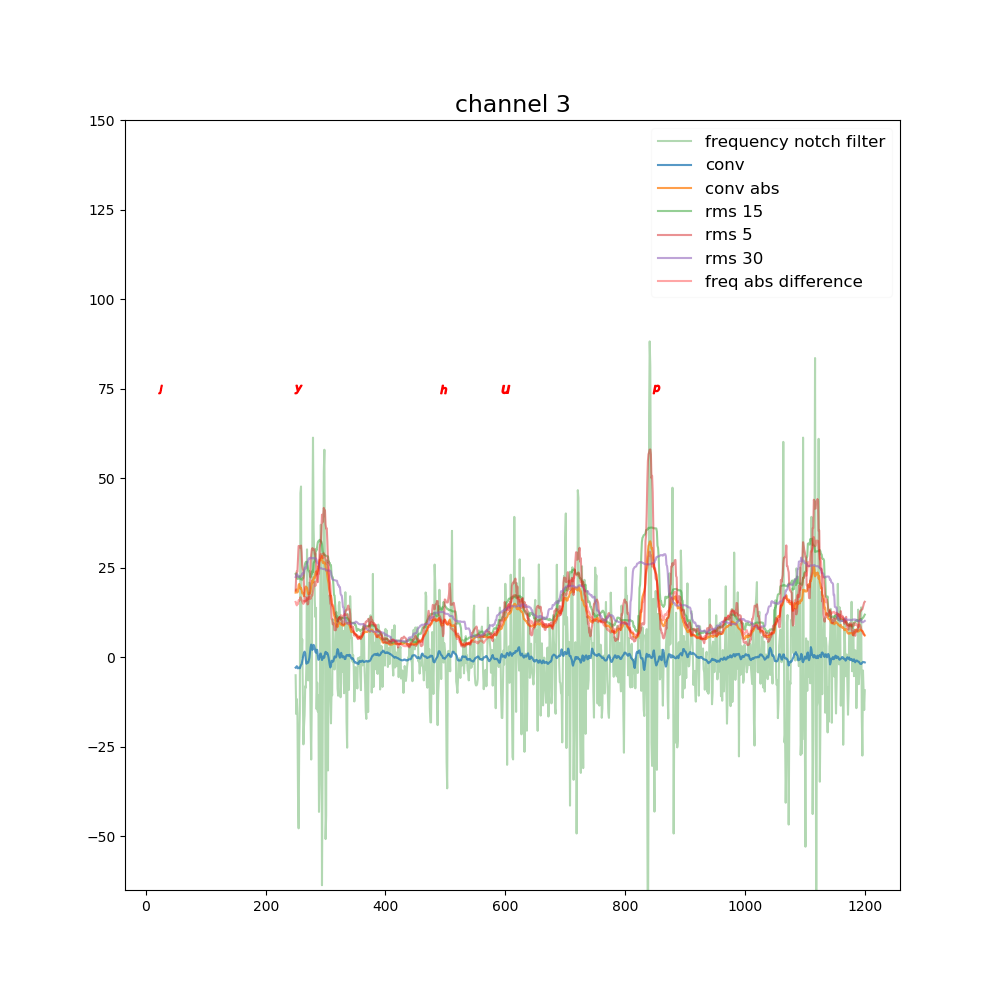 channel 3
150
125
100
75
50
25
0
−25
−50
frequency notch filter
conv
conv abs
rms 15
rms 5
rms 30
freq abs difference
j y h u p
0 200 400 600 800 1000 1200